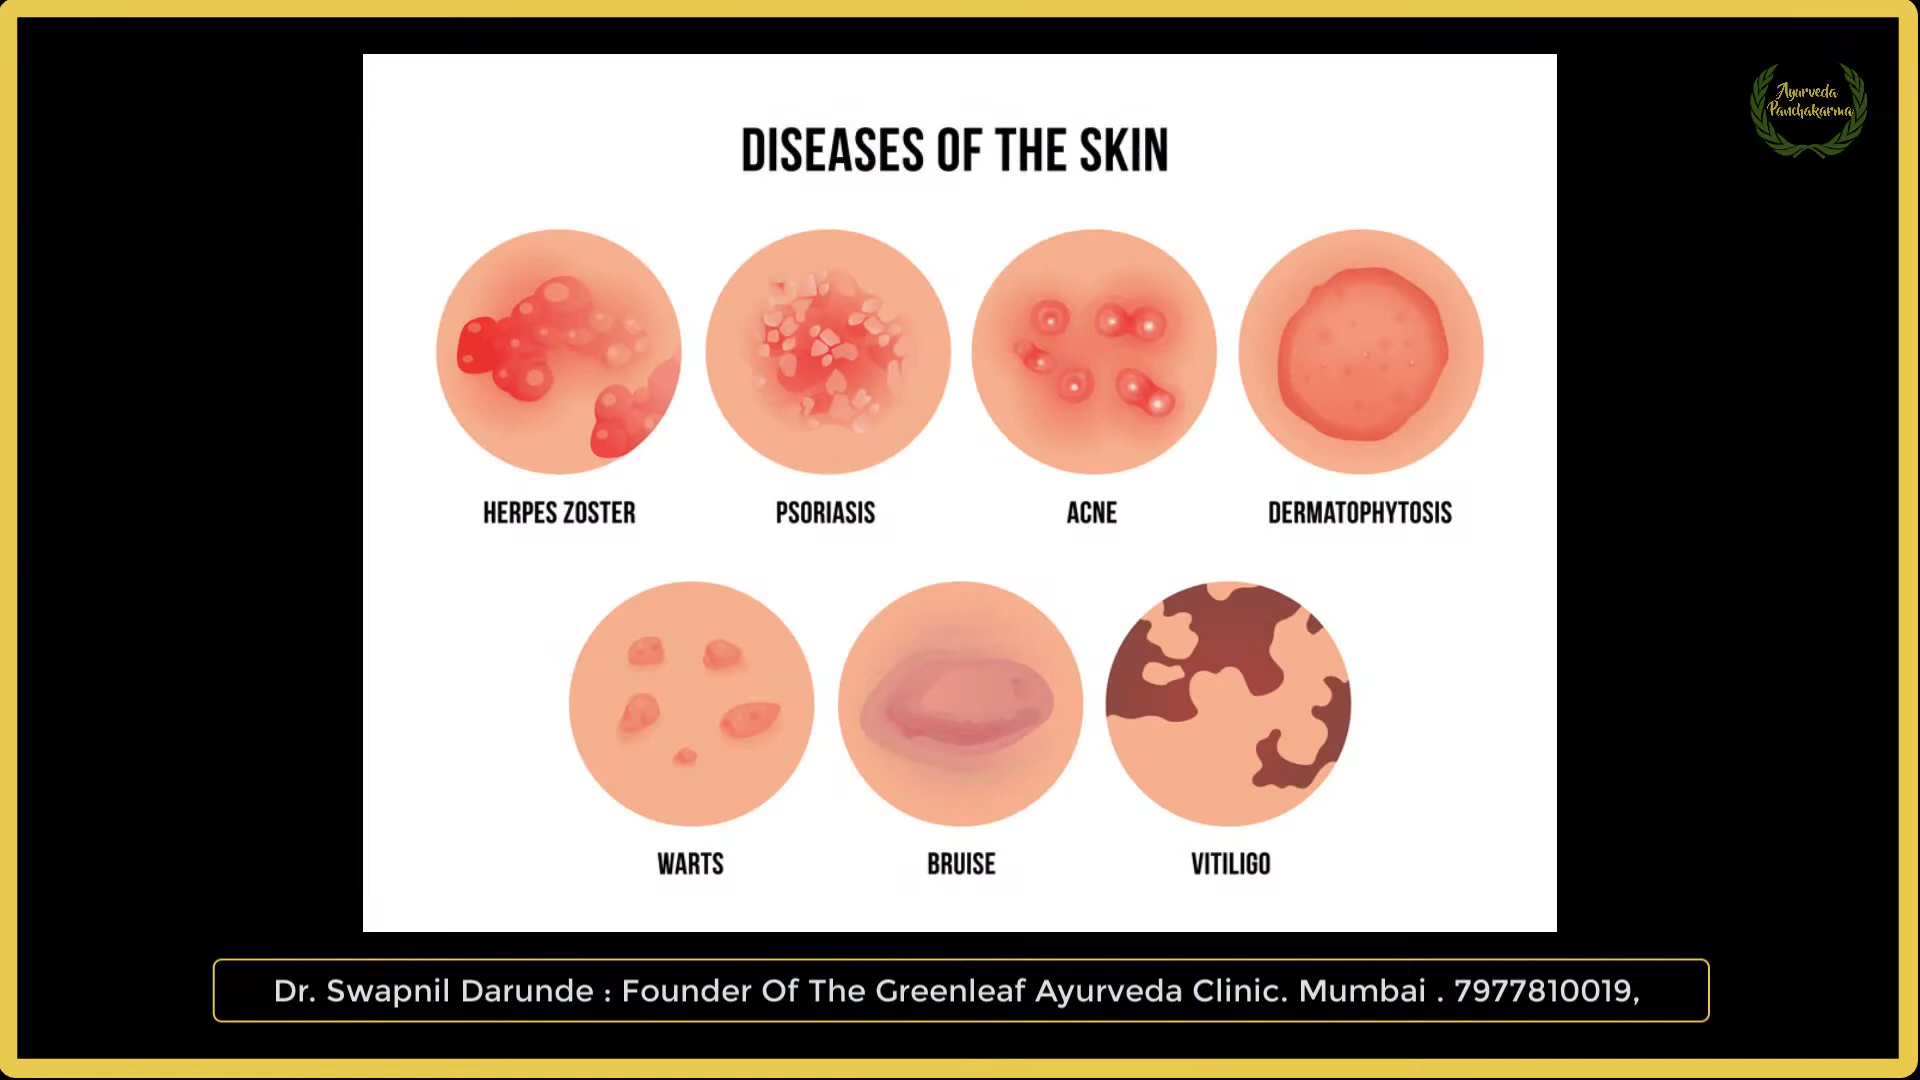 Ayurveda
Panchakarma
DISEASES OF THE SKIN
HERPES ZOSTER
PSORIASIS
ACNE
DERMATOPHYTOSIS
WARTS
BRUISE
VITILIGO
Dr. Swapnil Darunde : Founder Of The Greenleaf Ayurveda Clinic. Mumbai . 7977810019,